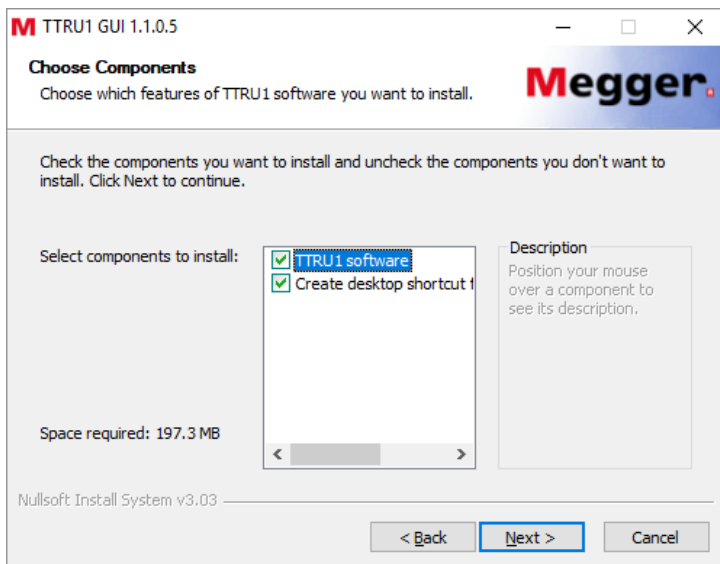 TTRU1 GUI 1.1.0.5
Choose Components
Choose which features of TTRU1 software you want to install.
Megger.
Check the components you want to install and uncheck the components you don't want to
install. Click Next to continue.
Select components to install:
TTRU1 software
Create desktop shortcut f
Description
Position your mouse
over a component to
see its description.
Space required: 197.3 MB
Nullsoft Install System v3.03
< Back
Next >
Cancel